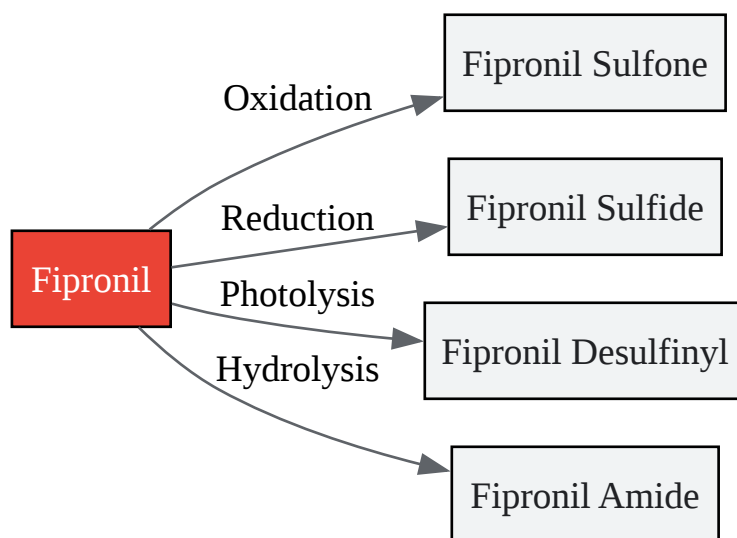 Fipronil Sulfone
Oxidation
Fipronil Sulfide
Reduction
Fipronil
Photolysis
Fipronil Desulfinyl
Hydrolysis
Fipronil Amide